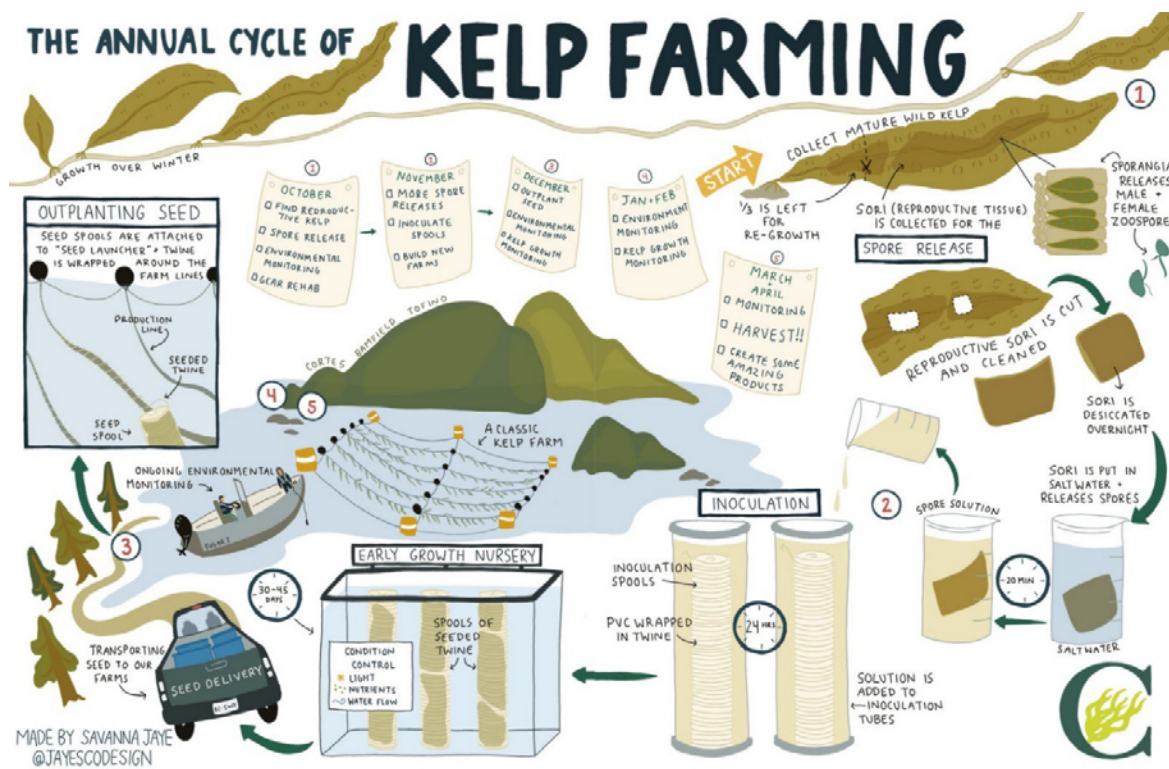 THE ANNUAL CYCLE OF
KELP FARMING
GROWTH OVER WINTER
START
COLLECT MATURE WILD KELP
1
1/3 IS LEFT
FOR
RE-GROWTH
SORI (REPRODUCTIVE TISSUE)
IS COLLECTED FOR THE
SPORE RELEASE
SPORANGIA
RELEASES
MALE +
FEMALE
ZOOSPORE
1
OCTOBER
FIND REPRODUC-
TIVE KELP
SPORE RELEASE
ENVIRONMENTAL
MONITORING
GEAR REHAB
2
NOVEMBER
MORE SPORE
RELEASES
INOCULATE
SPOOLS
BUILD NEW
FARMS
3
DECEMBER
OUTPLANT
SEED
ENVIRONMENTAL
MONITORING
KELP GROWTH
MONITORING
4
JAN + FEB
ENVIRONMENT
MONITORING
KELP GROWTH
MONITORING
5
MARCH
+
APRIL
MONITORING
HARVEST!!
CREATE SOME
AMAZING
PRODUCTS
REPRODUCTIVE SORI IS CUT
AND CLEANED
SORI IS
DESICCATED
OVERNIGHT
SORI IS PUT IN
SALTWATER +
RELEASES SPORES
SALTWATER
20 MIN
SPORE SOLUTION
2
INOCULATION
INOCULATION
SPOOLS
PVC WRAPPED
IN TWINE
24 HRS
SOLUTION IS
ADDED TO
INOCULATION
TUBES
EARLY GROWTH NURSERY
30-45
DAYS
SPOOLS OF
SEEDED
TWINE
CONDITION
CONTROL
LIGHT
NUTRIENTS
WATER FLOW
TRANSPORTING
SEED TO OUR
FARMS
SEED DELIVERY
3
OUTPLANTING SEED
SEED SPOOLS ARE ATTACHED
TO "SEED LAUNCHER" + TWINE
IS WRAPPED AROUND THE
FARM LINES
PRODUCTION
LINE
SEEDED
TWINE
SEED
SPOOL
ONGOING ENVIRONMENTAL
MONITORING
CORTES BAMFIELD TOFINO
4
5
A CLASSIC
KELP FARM
MADE BY SAVANNA JAYE
@JAYESCODESIGN
C